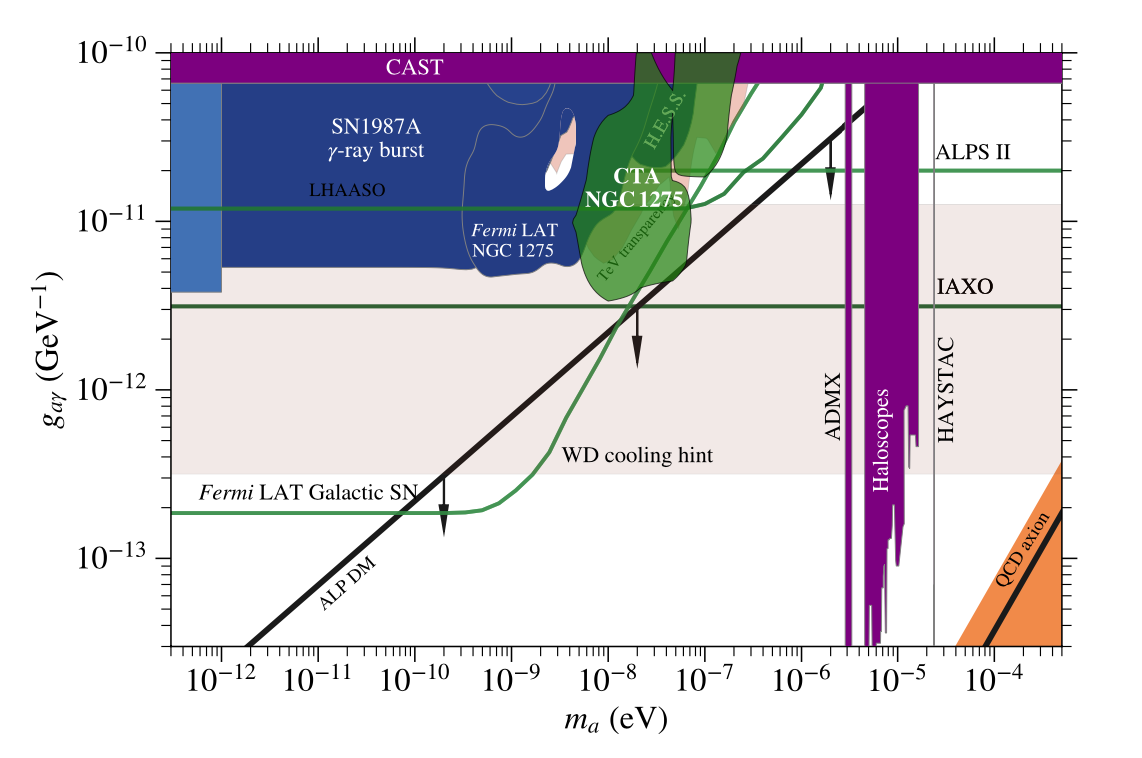 10⁻¹⁰
CAST
SN1987A
γ-ray burst
H.E.S.S.
ALPS II
CTA
NGC 1275
LHAASO
10⁻¹¹
Fermi LAT
NGC 1275
TeV transparency
IAXO
g_{aγ} (GeV⁻¹)
10⁻¹²
ADMX
Haloscopes
HAYSTAC
WD cooling hint
Fermi LAT Galactic SN
10⁻¹³
ALP DM
QCD axion
10⁻¹² 10⁻¹¹ 10⁻¹⁰ 10⁻⁹ 10⁻⁸ 10⁻⁷ 10⁻⁶ 10⁻⁵ 10⁻⁴
m_a (eV)